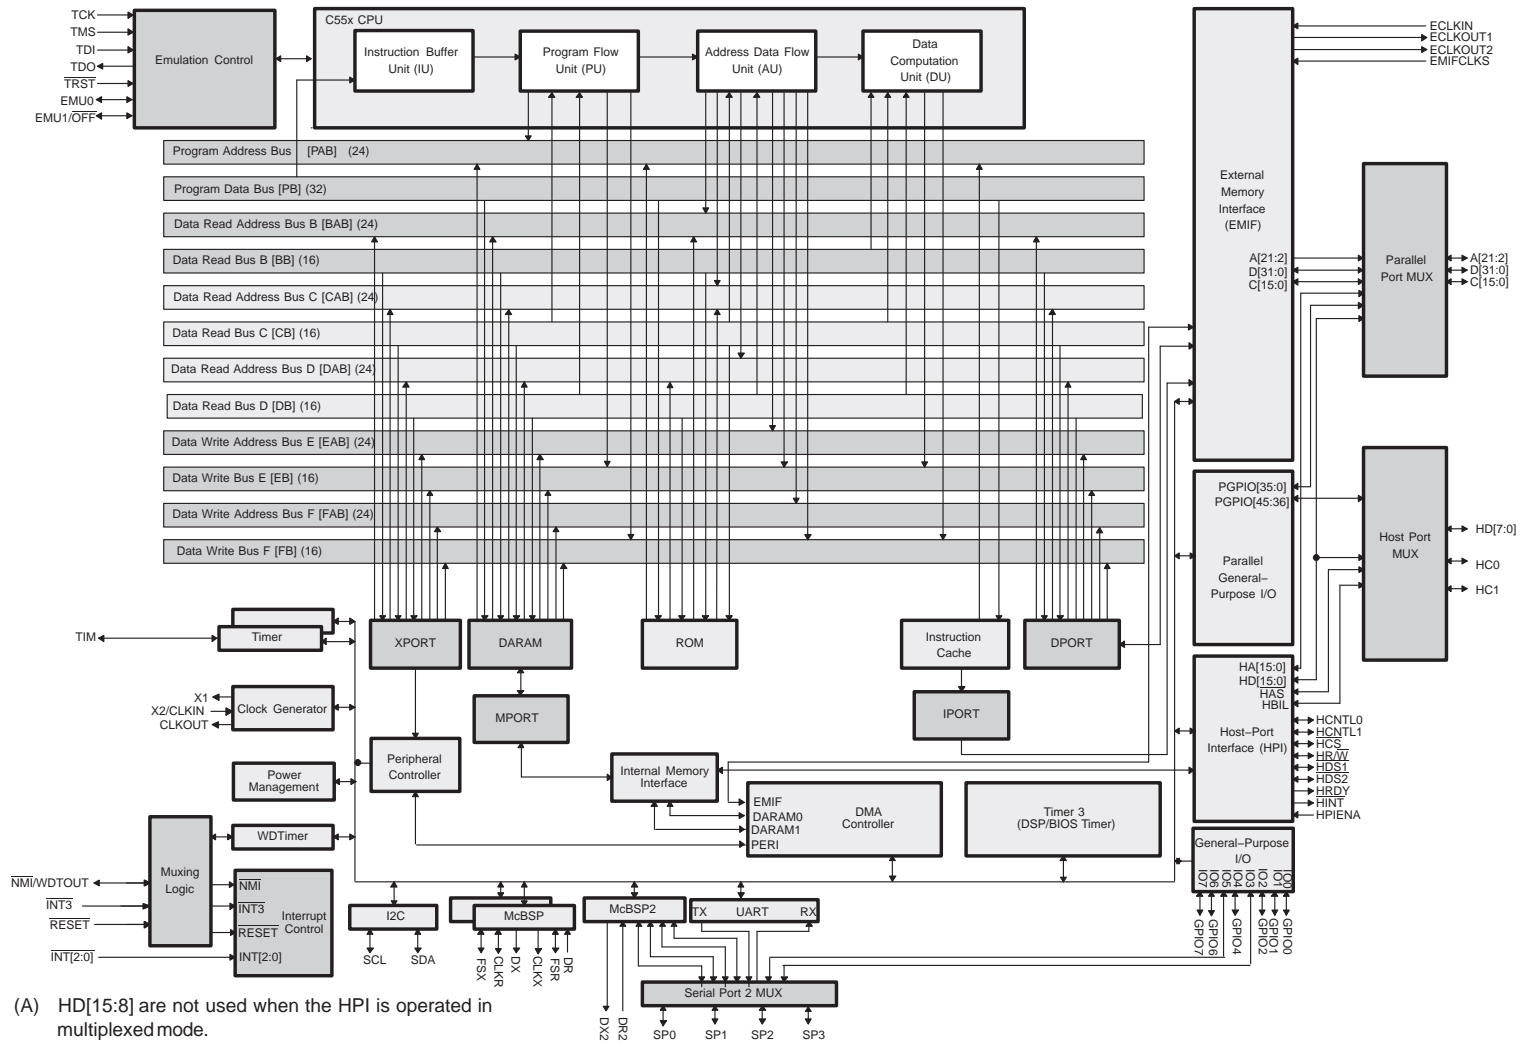 TCK
TMS
TDI
TDO
TRST
EMU0
EMU1/OFF
Emulation Control
C55x CPU
Instruction Buffer
Unit (IU)
Program Flow
Unit (PU)
Address Data Flow
Unit (AU)
Data
Computation
Unit (DU)
Program Address Bus [PAB] (24)
Program Data Bus [PB] (32)
Data Read Address Bus B [BAB] (24)
Data Read Bus B [BB] (16)
Data Read Address Bus C [CAB] (24)
Data Read Bus C [CB] (16)
Data Read Address Bus D [DAB] (24)
Data Read Bus D [DB] (16)
Data Write Address Bus E [EAB] (24)
Data Write Bus E [EB] (16)
Data Write Address Bus F [FAB] (24)
Data Write Bus F [FB] (16)
External
Memory
Interface
(EMIF)
ECLKIN
ECLKOUT1
ECLKOUT2
EMIFCLKS
A[21:2]
D[31:0]
C[15:0]
Parallel
Port MUX
A[21:2]
D[31:0]
C[15:0]
PGPIO[35:0]
PGPIO[45:36]
Parallel
General–
Purpose I/O
Host Port
MUX
HD[7:0]
HC0
HC1
HA[15:0]
HD[15:0]
HAS
HBIL
Host–Port
Interface (HPI)
HCNTL0
HCNTL1
HCS
HR/W
HDS1
HDS2
HRDY
HINT
HPIENA
TIM
Timer
XPORT
DARAM
ROM
Instruction
Cache
DPORT
X1
X2/CLKIN
CLKOUT
Clock Generator
MPORT
IPORT
Peripheral
Controller
Power
Management
Internal Memory
Interface
EMIF
DARAM0
DARAM1
PERI
DMA
Controller
Timer 3
(DSP/BIOS Timer)
WDTimer
Muxing
Logic
NMI/WDTOUT
INT3
RESET
INT[2:0]
NMI
INT3
RESET
INT[2:0]
Interrupt
Control
General–Purpose
I/O
IO7
IO6
IO5
IO4
IO3
IO2
IO1
IO0
GPIO7
GPIO6
GPIO4
GPIO2
GPIO1
GPIO0
I2C
SCL
SDA
McBSP
FSX
CLKR
DX
CLKX
FSR
DR
McBSP2
TX UART RX
DX2
DR2
Serial Port 2 MUX
SP0
SP1
SP2
SP3
(A) HD[15:8] are not used when the HPI is operated in
multiplexed mode.